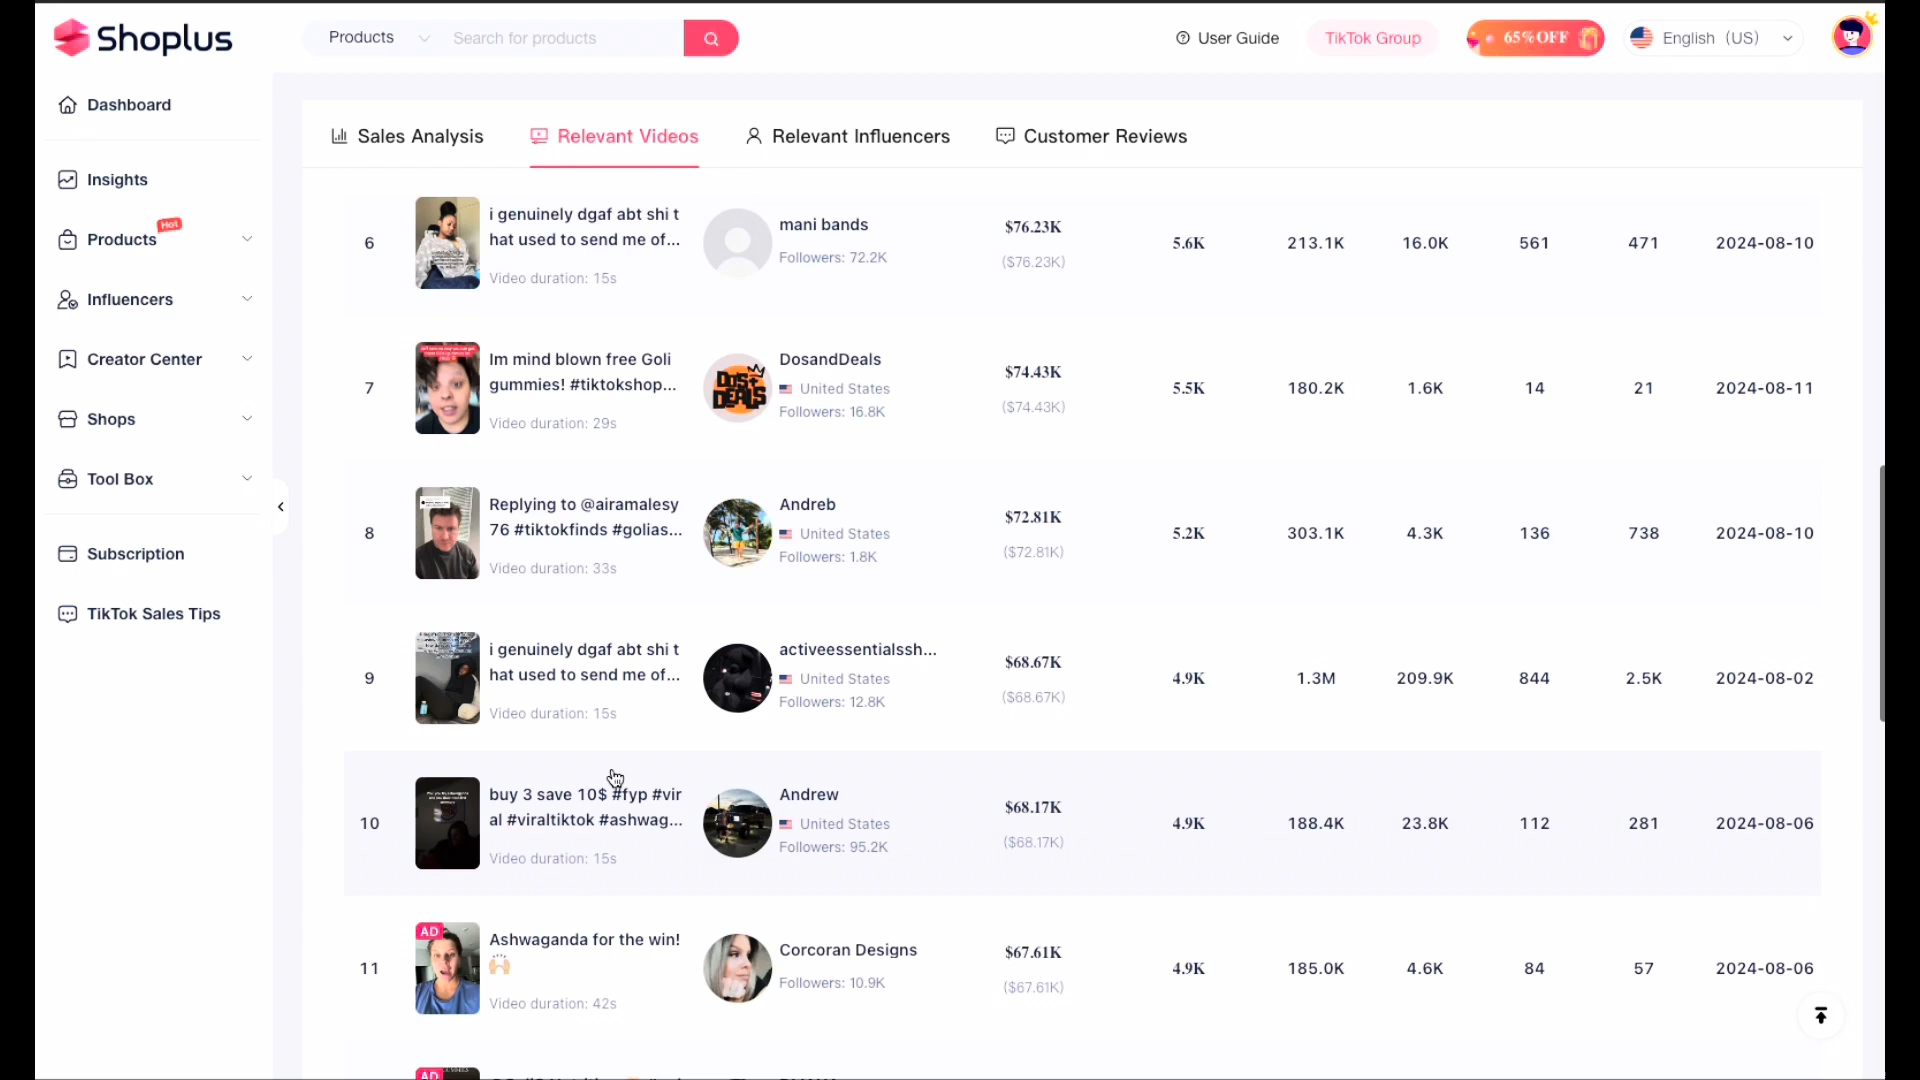 Shoplus
Products
Search for products
User Guide
TikTok Group
65%OFF
English (US)
Dashboard
Insights
Products
Hot
Influencers
Creator Center
Shops
Tool Box
Subscription
TikTok Sales Tips
Sales Analysis
Relevant Videos
Relevant Influencers
Customer Reviews
6
i genuinely dgaf abt shi t
hat used to send me of...
Video duration: 15s
mani bands
Followers: 72.2K
$76.23K
($76.23K)
5.6K
213.1K
16.0K
561
471
2024-08-10
7
Im mind blown free Goli
gummies! #tiktokshop...
Video duration: 29s
DOS+
DEALS
DosandDeals
United States
Followers: 16.8K
$74.43K
($74.43K)
5.5K
180.2K
1.6K
14
21
2024-08-11
8
Replying to @airamalesy
76 #tiktokfinds #golias...
Video duration: 33s
Andreb
United States
Followers: 1.8K
$72.81K
($72.81K)
5.2K
303.1K
4.3K
136
738
2024-08-10
9
i genuinely dgaf abt shi t
hat used to send me of...
Video duration: 15s
activeessentialssh...
United States
Followers: 12.8K
$68.67K
($68.67K)
4.9K
1.3M
209.9K
844
2.5K
2024-08-02
10
buy 3 save 10$ #fyp #vir
al #viraltiktok #ashwag...
Video duration: 15s
Andrew
United States
Followers: 95.2K
$68.17K
($68.17K)
4.9K
188.4K
23.8K
112
281
2024-08-06
11
AD
Ashwaganda for the win!
Video duration: 42s
Corcoran Designs
Followers: 10.9K
$67.61K
($67.61K)
4.9K
185.0K
4.6K
84
57
2024-08-06
AD